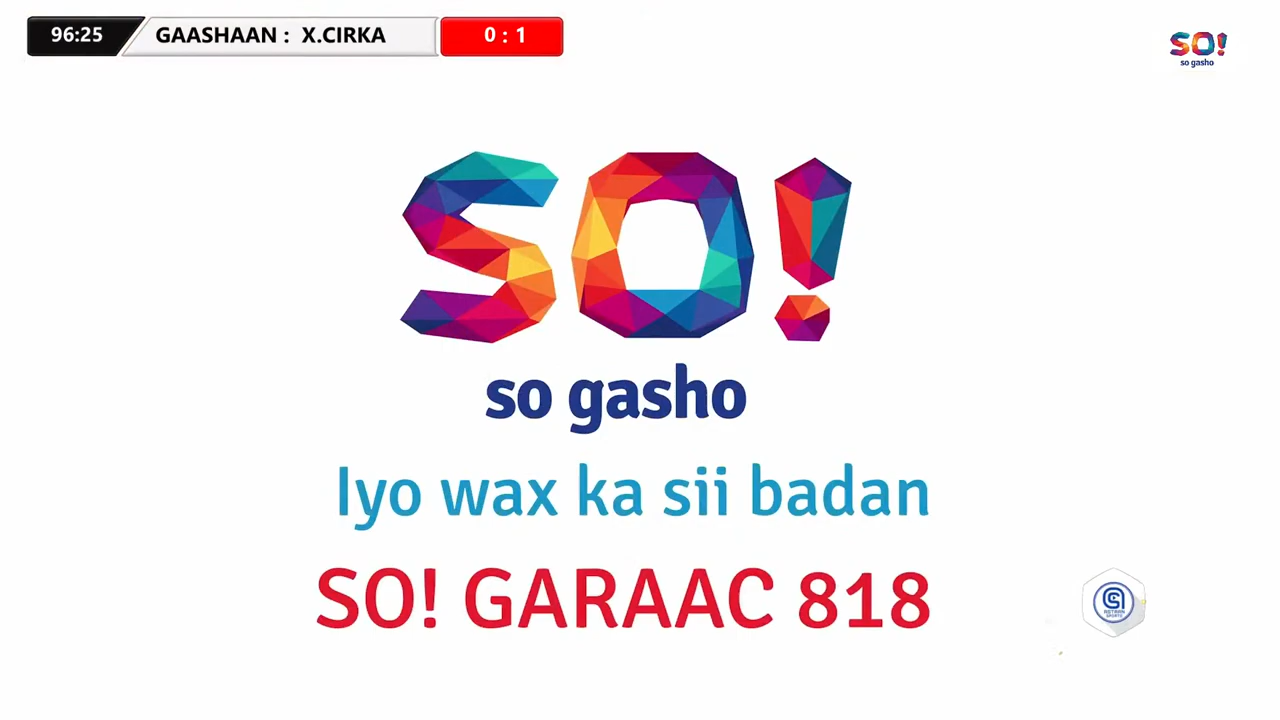 96:25 GAASHAAN : X.CIRKA 0 : 1
SO!
so gasho
SO!
so gasho
Iyo wax ka sii badan
SO! GARAAC 818
SPORTS